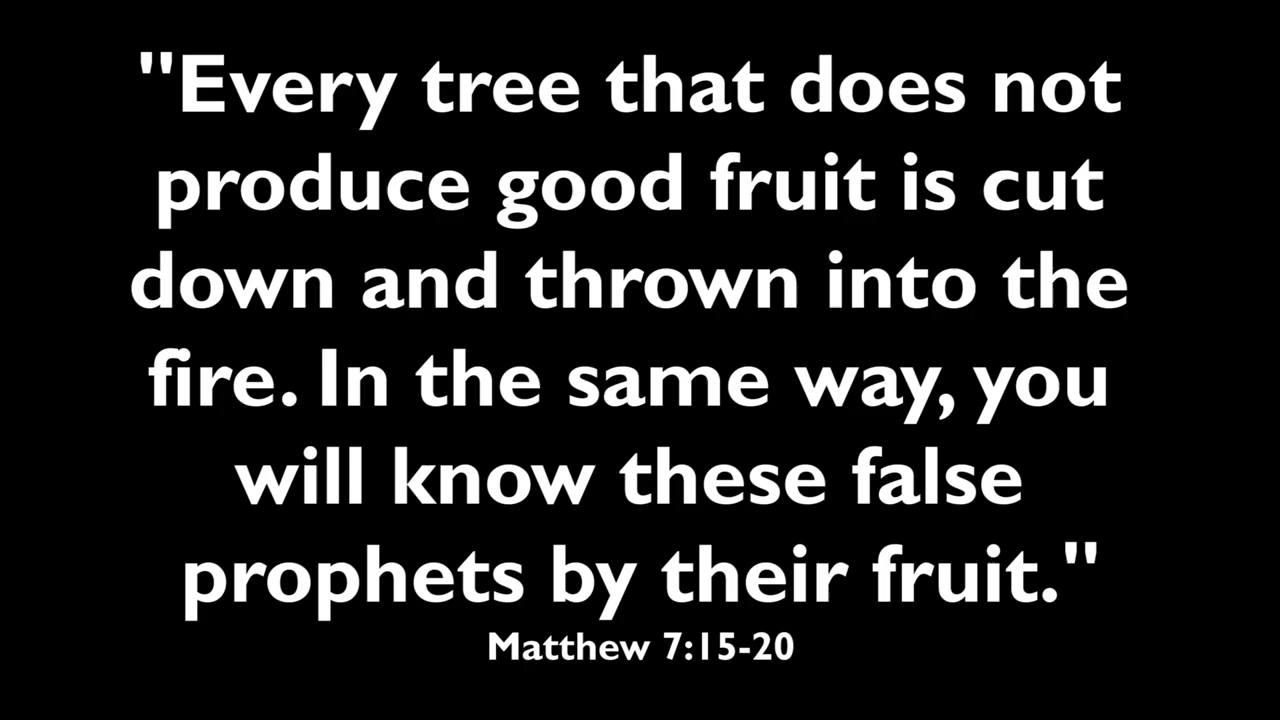 "Every tree that does not
produce good fruit is cut
down and thrown into the
fire. In the same way, you
will know these false
prophets by their fruit."
Matthew 7:15-20